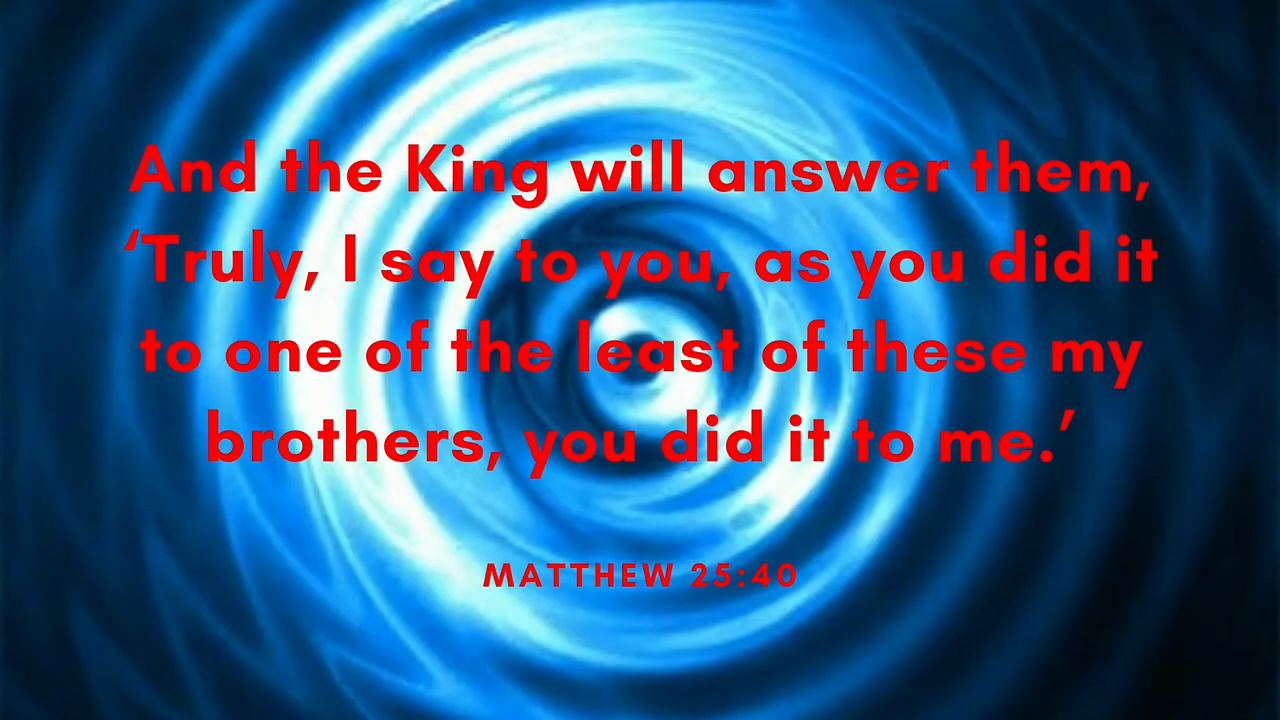 And the King will answer them,
‘Truly, I say to you, as you did it
to one of the least of these my
brothers, you did it to me.’
MATTHEW 25:40